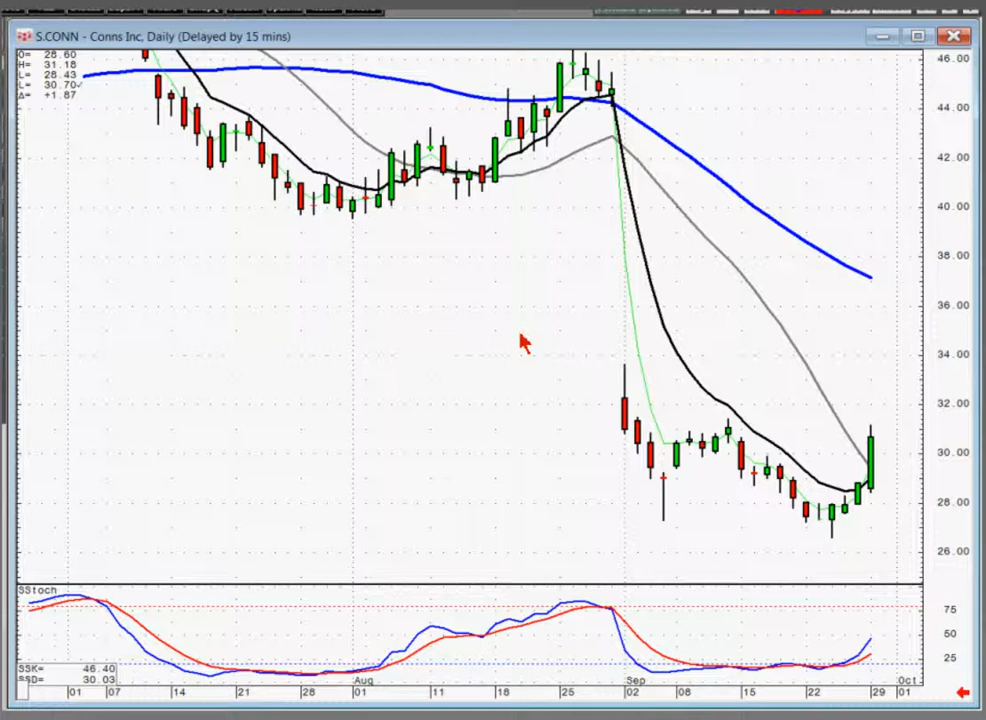 S.CONN - Conns Inc, Daily (Delayed by 15 mins)
O= 28.60
H= 31.18
L= 28.43
L= 30.70
Δ= +1.87
46.00
44.00
42.00
40.00
38.00
36.00
34.00
32.00
30.00
28.00
26.00
SStoch
75
50
25
SSK= 46.40
SSD= 30.03
Aug
Sep
Oct
01
07
14
21
28
01
11
18
25
02
08
15
22
29
01